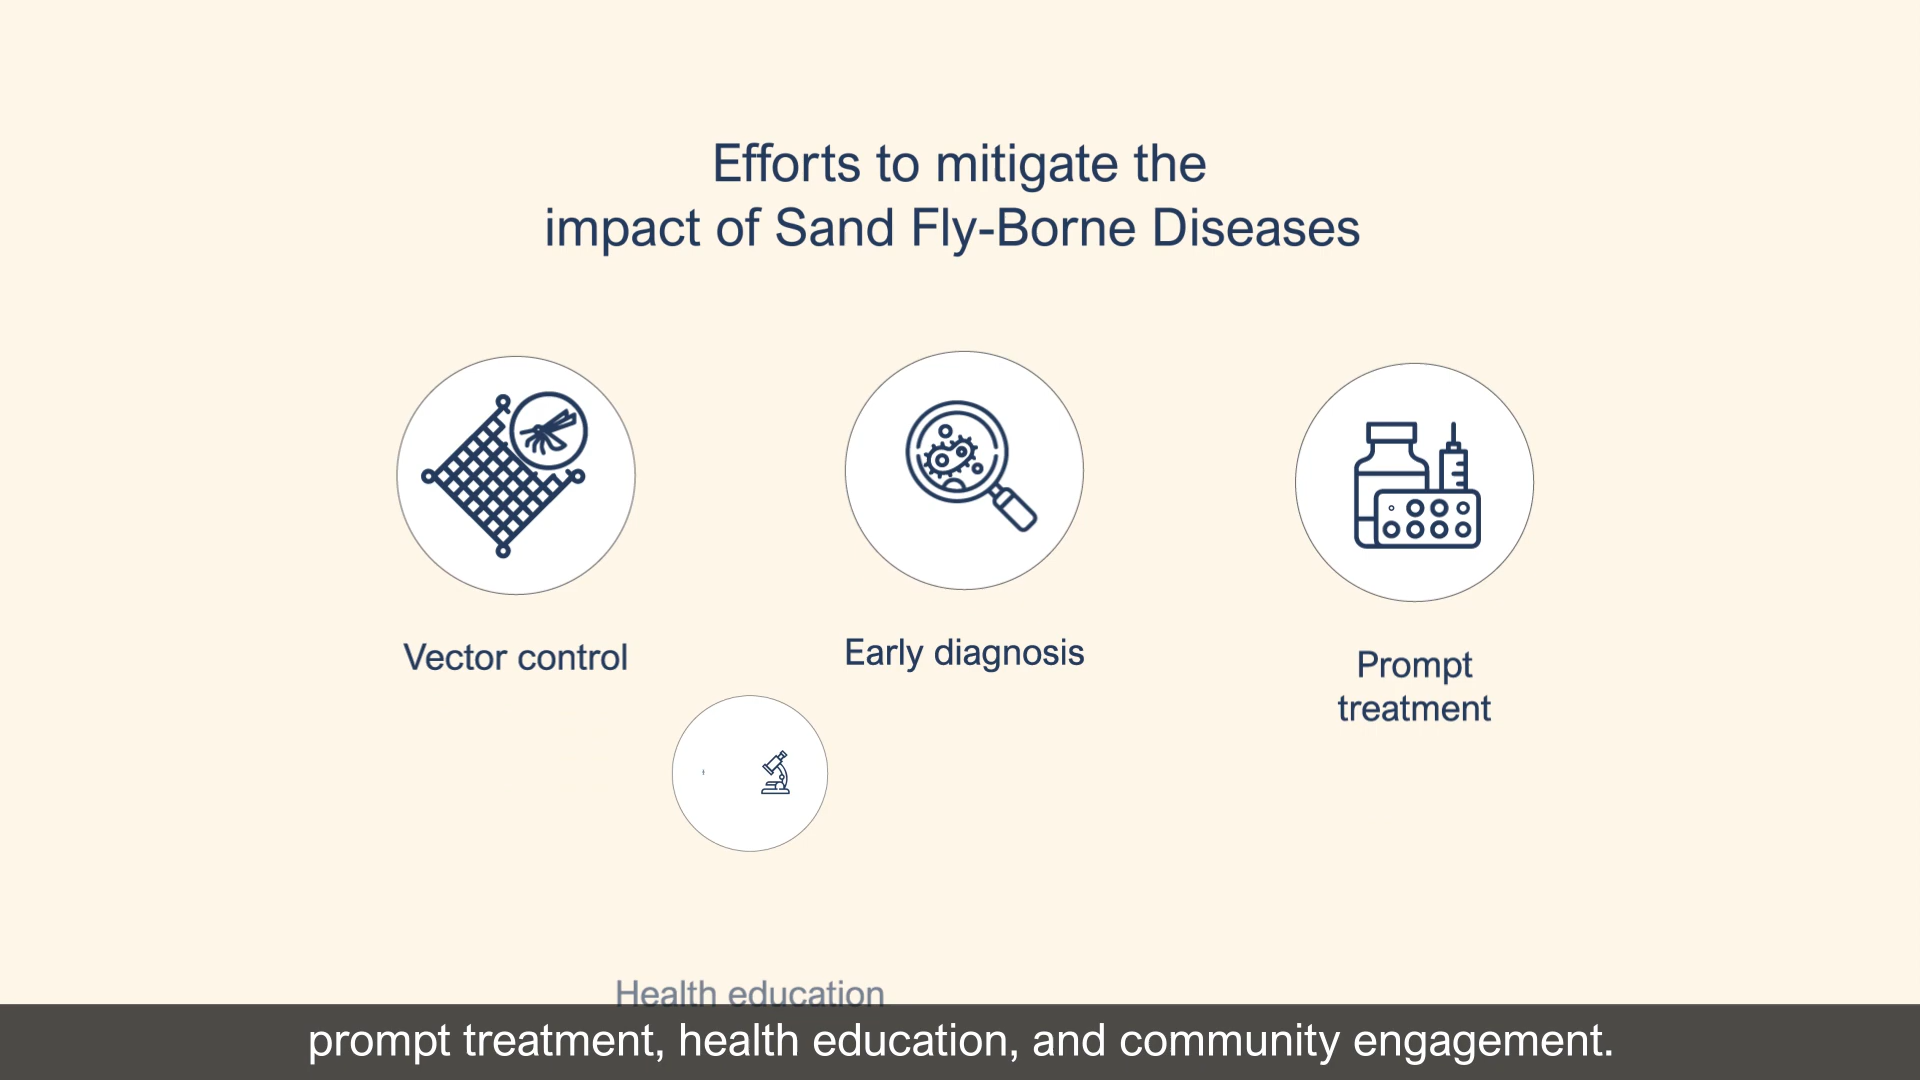 Efforts to mitigate the
impact of Sand Fly-Borne Diseases
Vector control
Early diagnosis
Prompt
treatment
Health education
prompt treatment, health education, and community engagement.